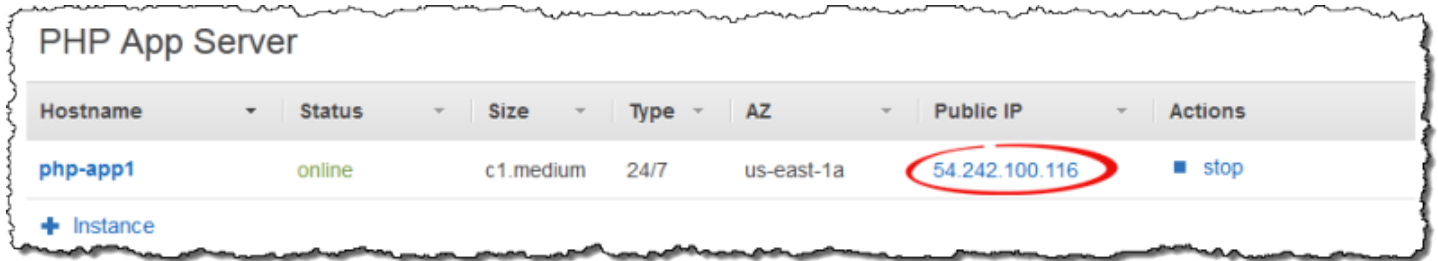 PHP App Server
Hostname Status Size Type AZ Public IP Actions
php-app1 online c1.medium 24/7 us-east-1a 54.242.100.116 stop
Instance